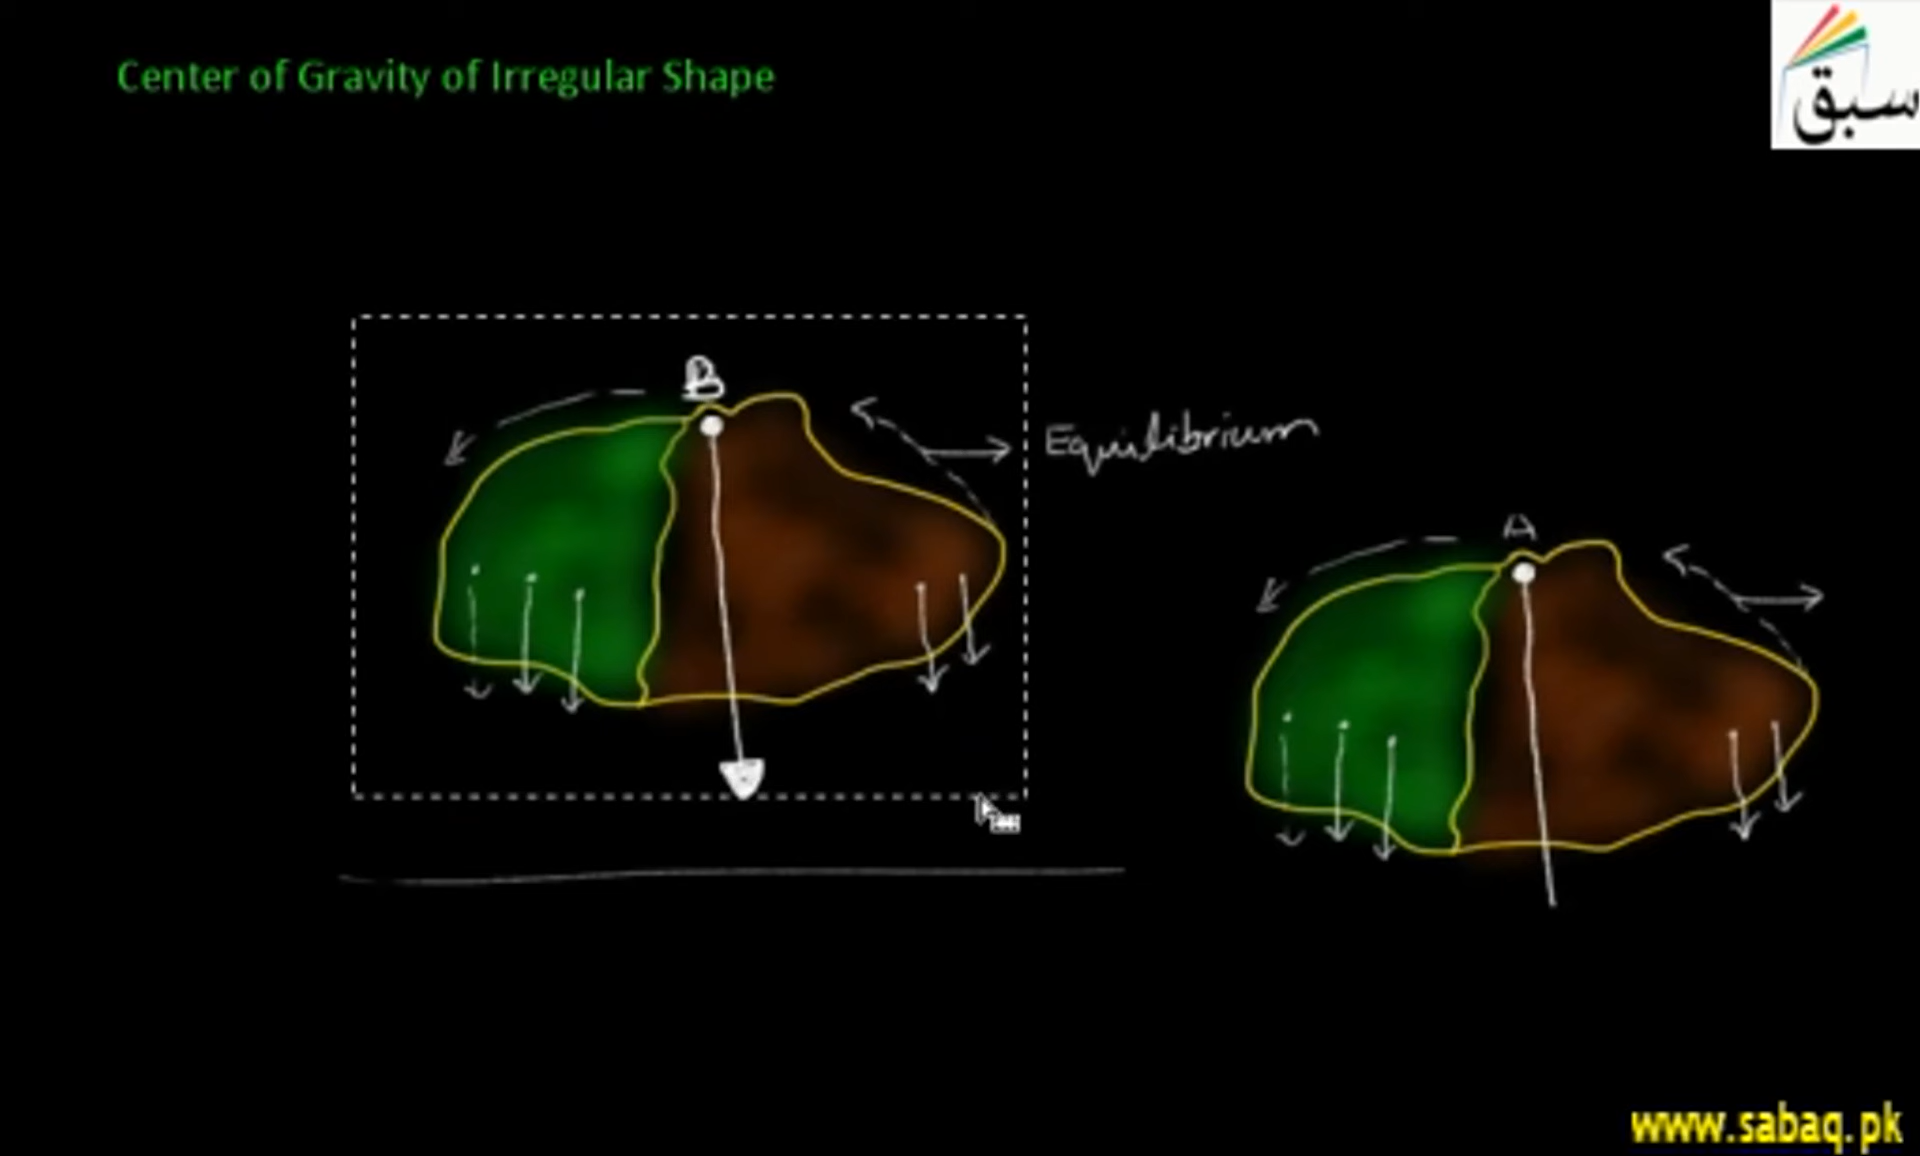 Center of Gravity of Irregular Shape
سبق
B
Equilibrium
A
www.sabaq.pk